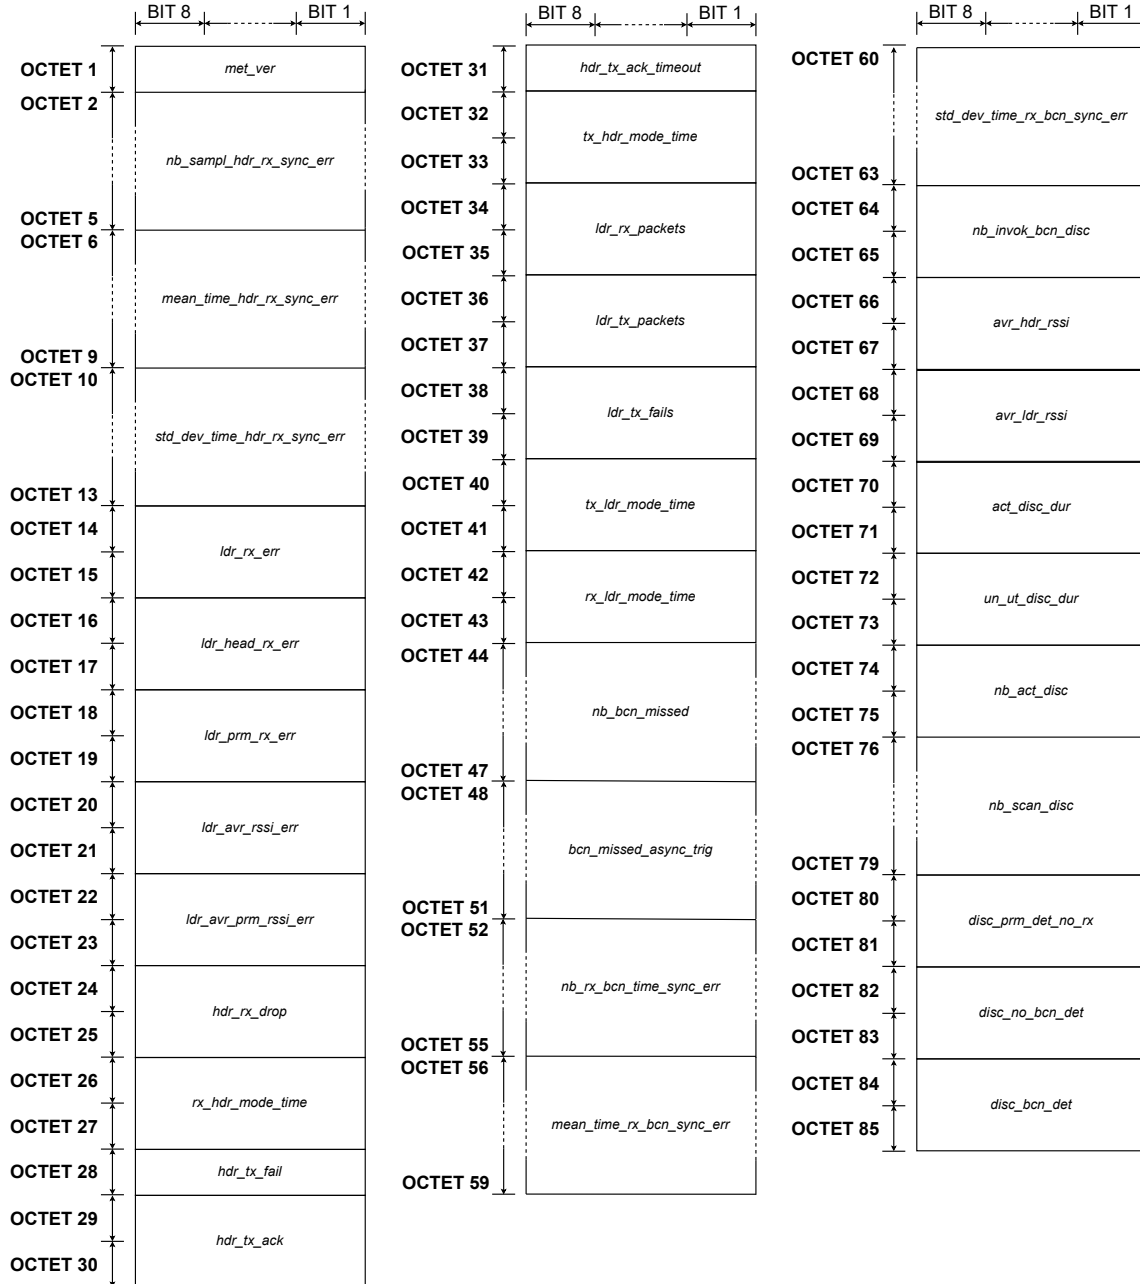 BIT 8 BIT 1
OCTET 1 met_ver
OCTET 2
nb_sampl_hdr_rx_sync_err
OCTET 5
OCTET 6
mean_time_hdr_rx_sync_err
OCTET 9
OCTET 10
std_dev_time_hdr_rx_sync_err
OCTET 13
OCTET 14
ldr_rx_err
OCTET 15
OCTET 16
ldr_head_rx_err
OCTET 17
OCTET 18
ldr_prm_rx_err
OCTET 19
OCTET 20
ldr_avr_rssi_err
OCTET 21
OCTET 22
ldr_avr_prm_rssi_err
OCTET 23
OCTET 24
hdr_rx_drop
OCTET 25
OCTET 26
rx_hdr_mode_time
OCTET 27
OCTET 28 hdr_tx_fail
OCTET 29
hdr_tx_ack
OCTET 30
BIT 8 BIT 1
OCTET 31 hdr_tx_ack_timeout
OCTET 32
tx_hdr_mode_time
OCTET 33
OCTET 34
ldr_rx_packets
OCTET 35
OCTET 36
ldr_tx_packets
OCTET 37
OCTET 38
ldr_tx_fails
OCTET 39
OCTET 40
tx_ldr_mode_time
OCTET 41
OCTET 42
rx_ldr_mode_time
OCTET 43
OCTET 44
nb_bcn_missed
OCTET 47
OCTET 48
bcn_missed_async_trig
OCTET 51
OCTET 52
nb_rx_bcn_time_sync_err
OCTET 55
OCTET 56
mean_time_rx_bcn_sync_err
OCTET 59
BIT 8 BIT 1
OCTET 60
std_dev_time_rx_bcn_sync_err
OCTET 63
OCTET 64
nb_invok_bcn_disc
OCTET 65
OCTET 66
avr_hdr_rssi
OCTET 67
OCTET 68
avr_ldr_rssi
OCTET 69
OCTET 70
act_disc_dur
OCTET 71
OCTET 72
un_ut_disc_dur
OCTET 73
OCTET 74
nb_act_disc
OCTET 75
OCTET 76
nb_scan_disc
OCTET 79
OCTET 80
disc_prm_det_no_rx
OCTET 81
OCTET 82
disc_no_bcn_det
OCTET 83
OCTET 84
disc_bcn_det
OCTET 85